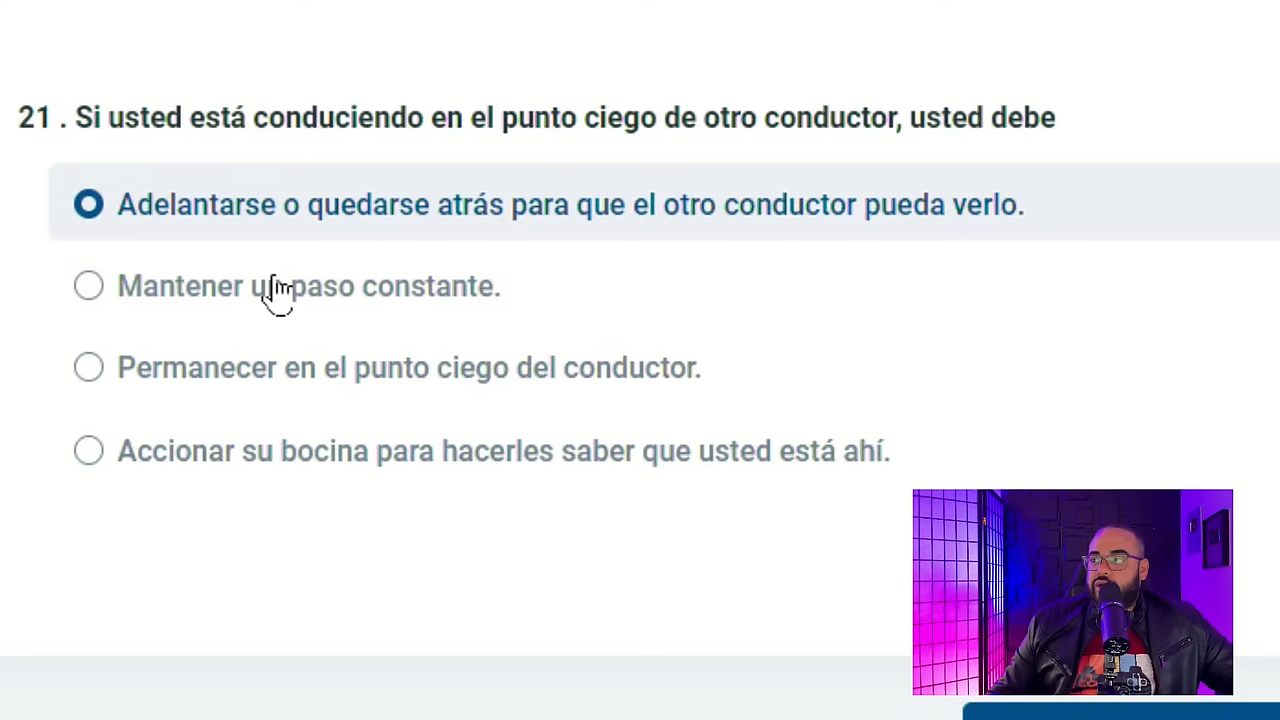 21 . Si usted está conduciendo en el punto ciego de otro conductor, usted debe
Adelantarse o quedarse atrás para que el otro conductor pueda verlo.
Mantener un paso constante.
Permanecer en el punto ciego del conductor.
Accionar su bocina para hacerles saber que usted está ahí.